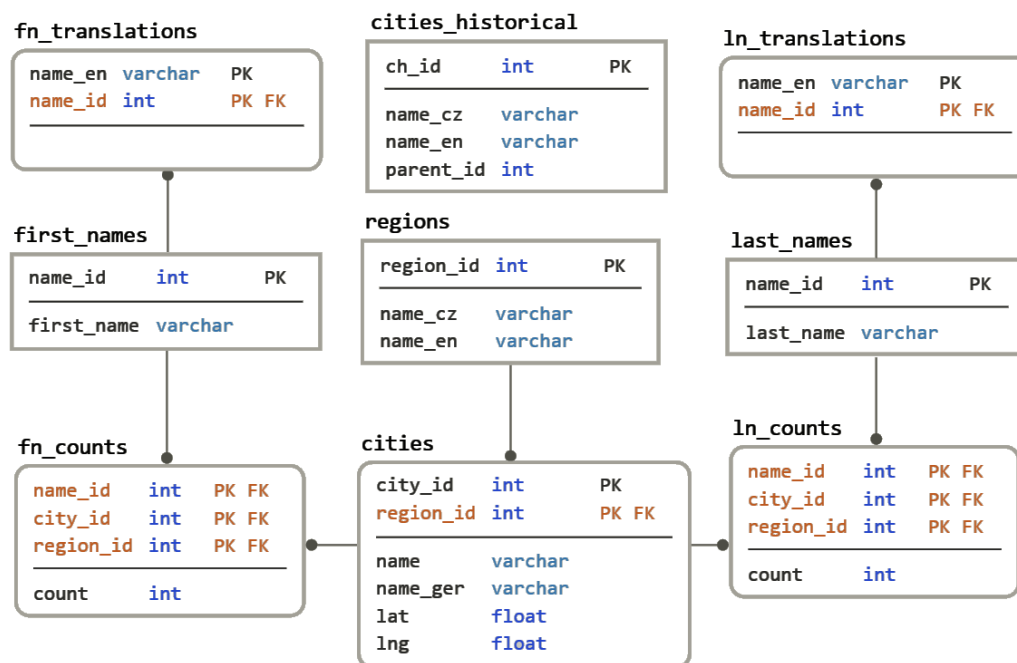 fn_translations
name_en varchar PK
name_id int PK FK
cities_historical
ch_id int PK
name_cz varchar
name_en varchar
parent_id int
ln_translations
name_en varchar PK
name_id int PK FK
first_names
name_id int PK
first_name varchar
regions
region_id int PK
name_cz varchar
name_en varchar
last_names
name_id int PK
last_name varchar
fn_counts
name_id int PK FK
city_id int PK FK
region_id int PK FK
count int
cities
city_id int PK
region_id int PK FK
name varchar
name_ger varchar
lat float
lng float
ln_counts
name_id int PK FK
city_id int PK FK
region_id int PK FK
count int